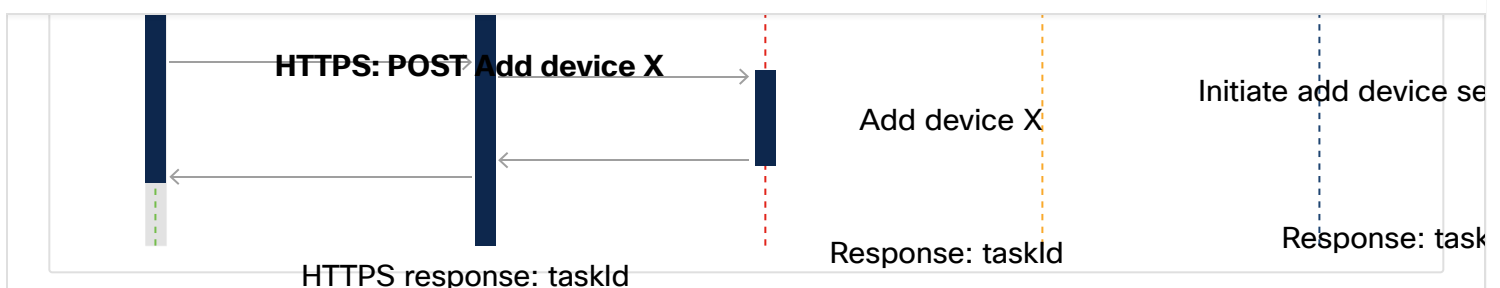 HTTPS: POST Add device X
Initiate add device se
Add device X
Response: task
Response: taskId
HTTPS response: taskId